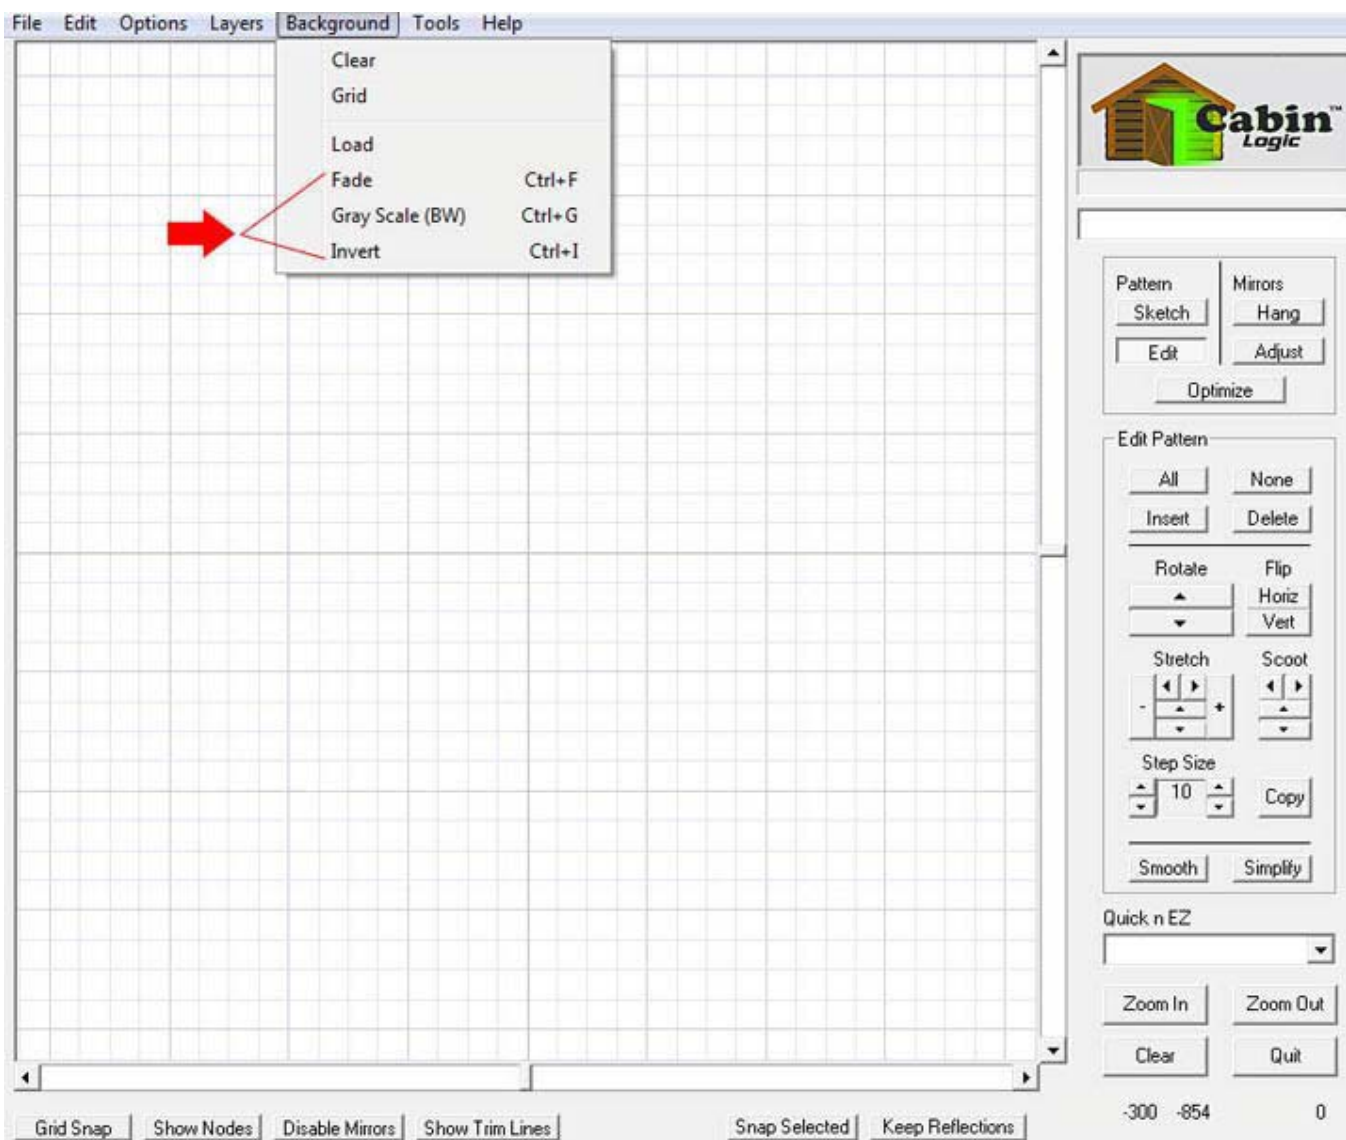 File Edit Options Layers Background Tools Help
Clear
Grid
Load
Fade Ctrl+F
Gray Scale (BW) Ctrl+G
Invert Ctrl+I
Cabin™
Logic
Pattern Mirrors
Sketch Hang
Edit Adjust
Optimize
Edit Pattern
All None
Insert Delete
Rotate Flip
Horiz
Vert
Stretch Scoot
- +
Step Size
10 Copy
Smooth Simplify
Quick n EZ
Zoom In Zoom Out
Clear Quit
-300 -854 0
Grid Snap Show Nodes Disable Mirrors Show Trim Lines Snap Selected Keep Reflections